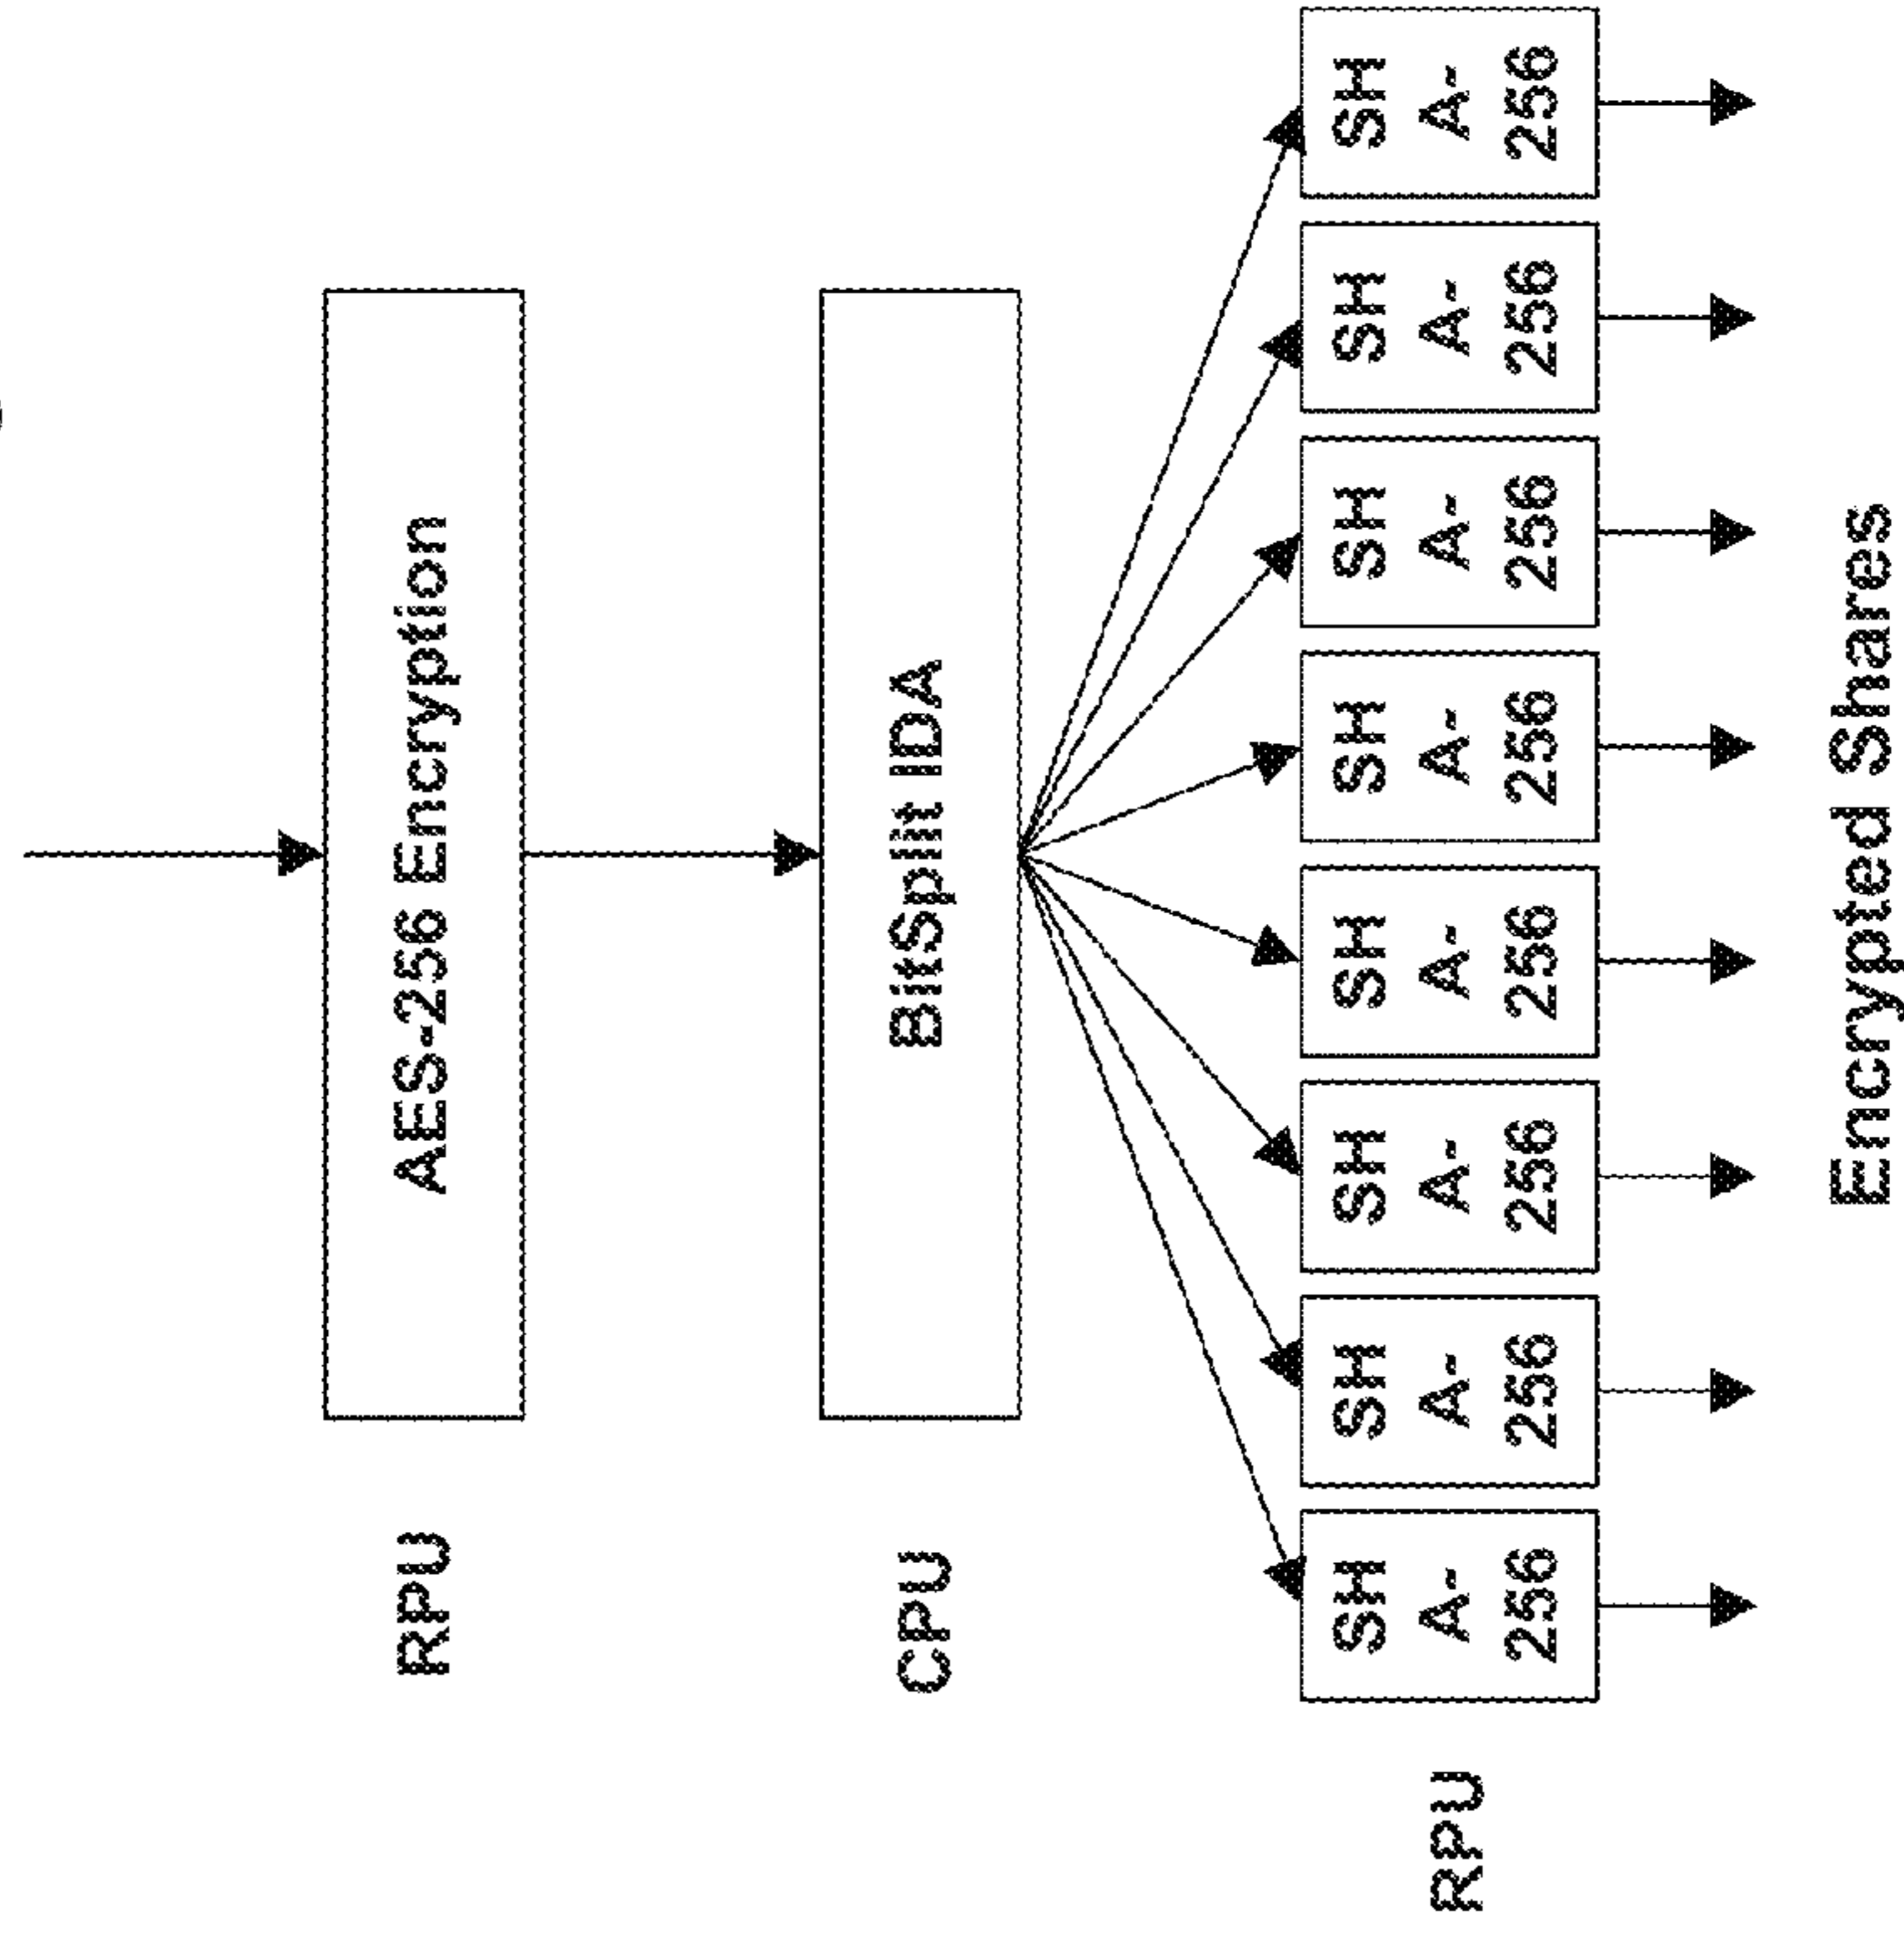 RPU
AES-256 Encryption
CPU
BitSplit IDA
RPU
SH
A-
256
SH
A-
256
SH
A-
256
SH
A-
256
SH
A-
256
SH
A-
256
SH
A-
256
SH
A-
256
Encrypted Shares